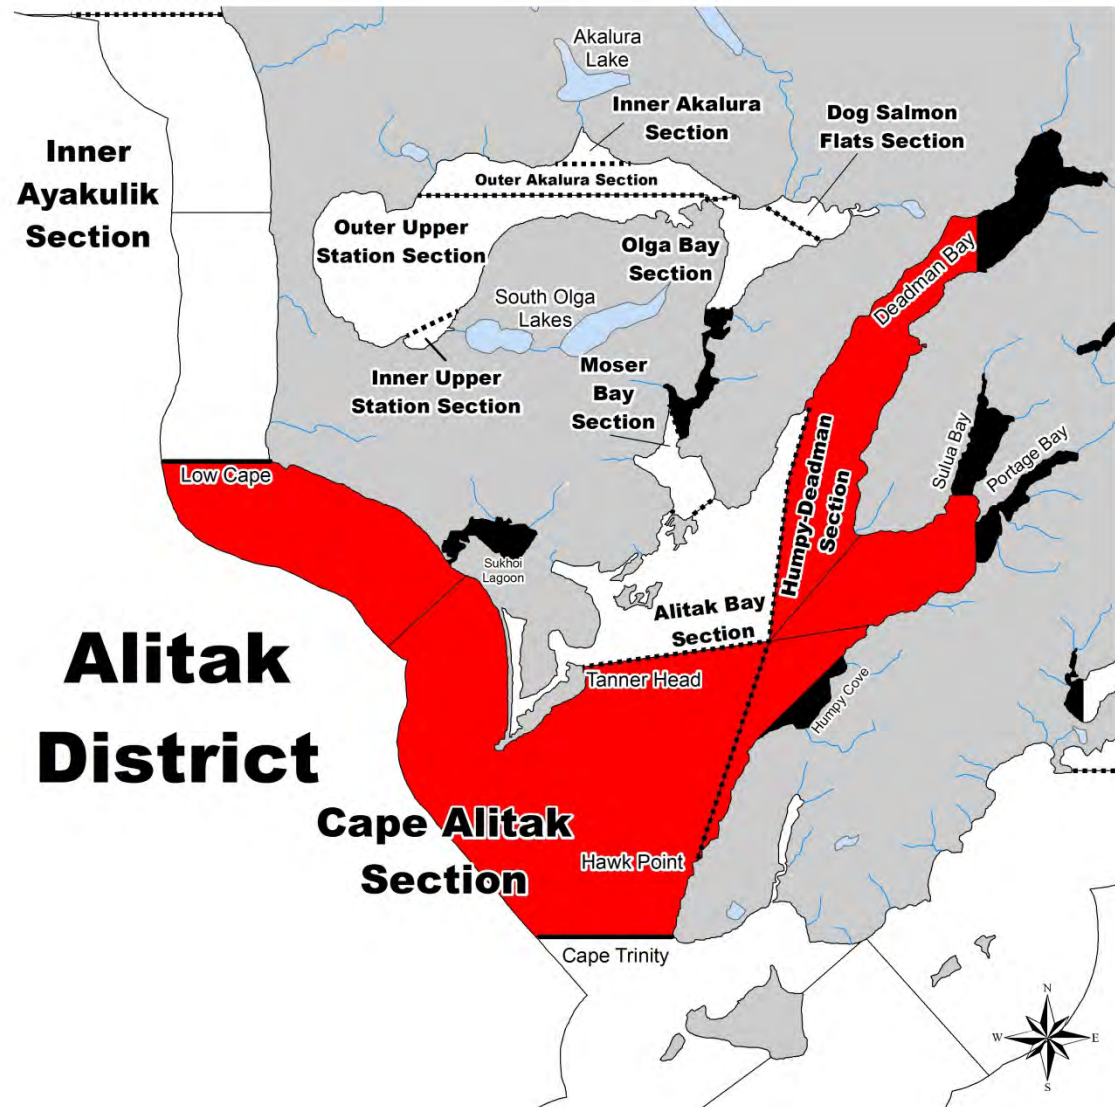 Akalura
Lake
Inner Akalura
Section
Dog Salmon
Flats Section
Inner
Ayakulik
Section
Outer Akalura Section
Outer Upper
Station Section
Olga Bay
Section
Deadman Bay
South Olga
Lakes
Inner Upper
Station Section
Moser
Bay
Section
Low Cape
Humpy-Deadman
Section
Sulua Bay
Portage Bay
Sukhoi
Lagoon
Alitak Bay
Section
Alitak
District
Tanner Head
Humpy Cove
Cape Alitak
Section
Hawk Point
Cape Trinity
N
W
E
S